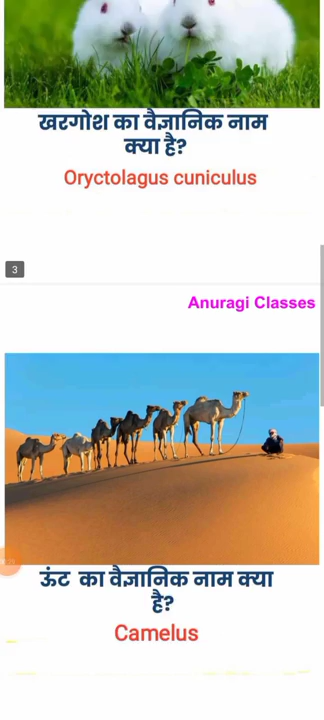 खरगोश का वैज्ञानिक नाम
क्या है?
Oryctolagus cuniculus
3
Anuragi Classes
ऊंट का वैज्ञानिक नाम क्या
है?
Camelus